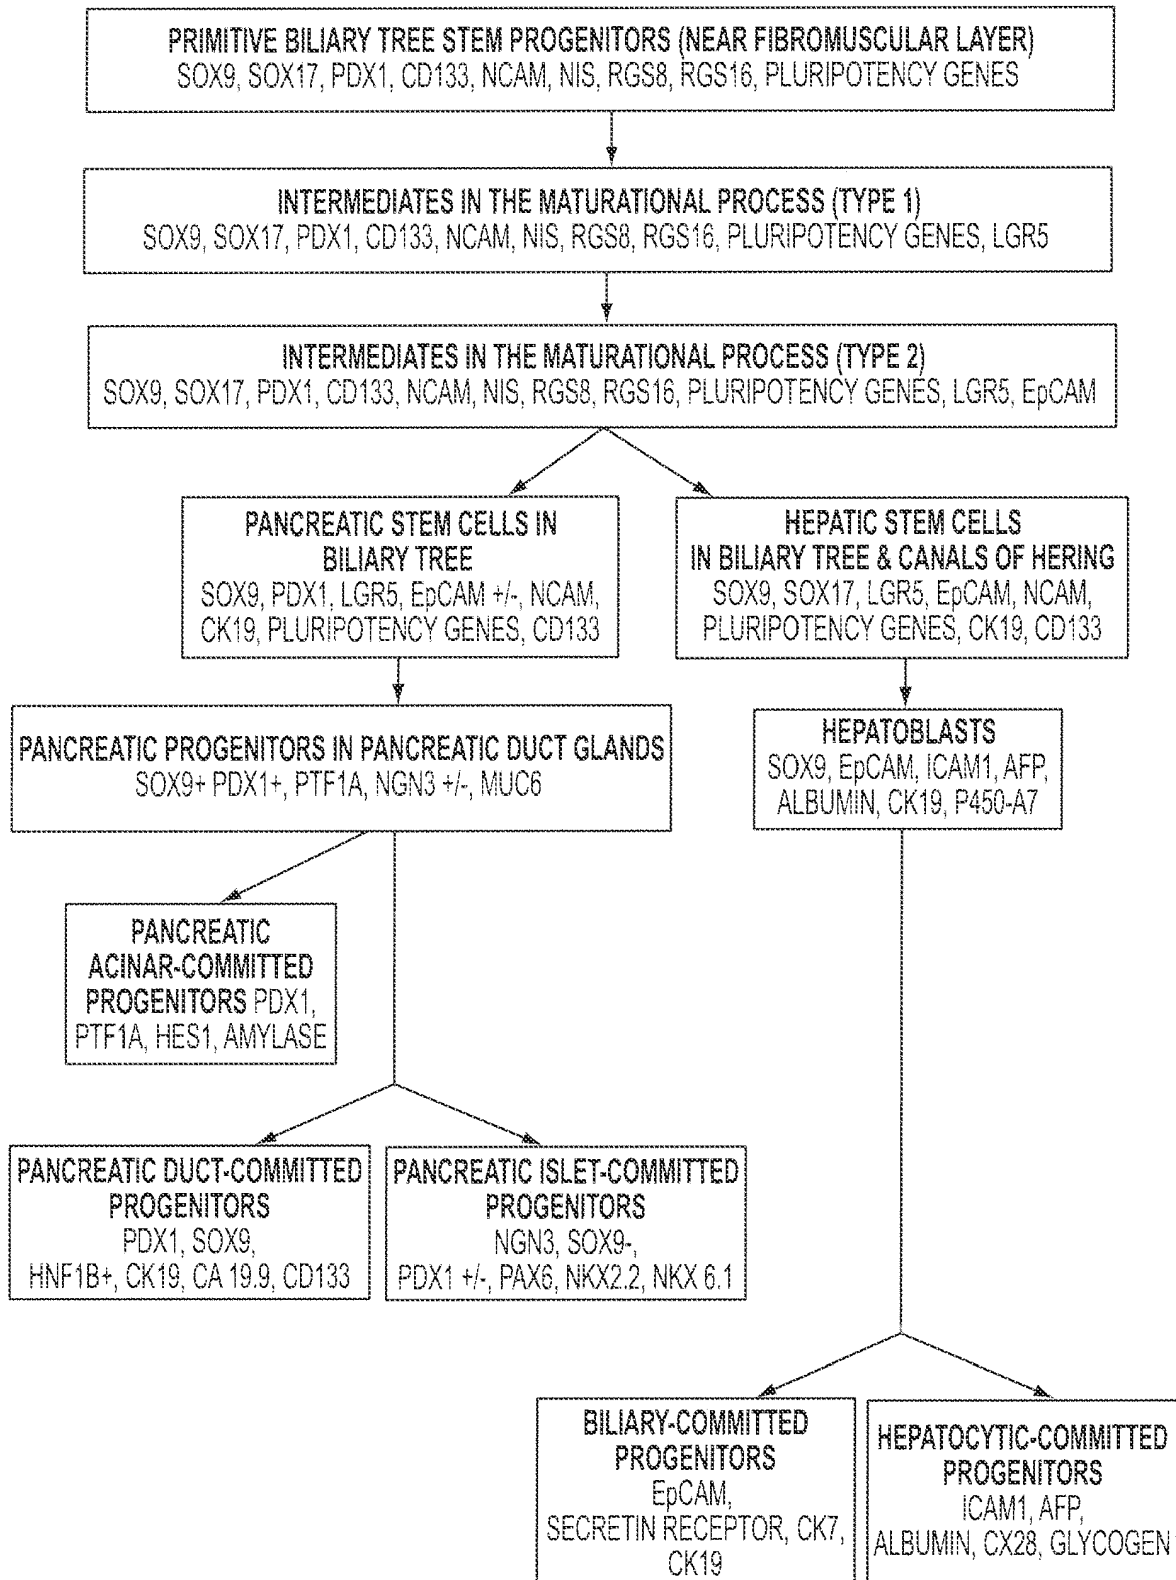 PRIMITIVE BILIARY TREE STEM PROGENITORS (NEAR FIBROMUSCULAR LAYER)
SOX9, SOX17, PDX1, CD133, NCAM, NIS, RGS8, RGS16, PLURIPOTENCY GENES
INTERMEDIATES IN THE MATURATIONAL PROCESS (TYPE 1)
SOX9, SOX17, PDX1, CD133, NCAM, NIS, RGS8, RGS16, PLURIPOTENCY GENES, LGR5
INTERMEDIATES IN THE MATURATIONAL PROCESS (TYPE 2)
SOX9, SOX17, PDX1, CD133, NCAM, NIS, RGS8, RGS16, PLURIPOTENCY GENES, LGR5, EpCAM
PANCREATIC STEM CELLS IN
BILIARY TREE
SOX9, PDX1, LGR5, EpCAM +/-, NCAM,
CK19, PLURIPOTENCY GENES, CD133
HEPATIC STEM CELLS
IN BILIARY TREE & CANALS OF HERING
SOX9, SOX17, LGR5, EpCAM, NCAM,
PLURIPOTENCY GENES, CK19, CD133
PANCREATIC PROGENITORS IN PANCREATIC DUCT GLANDS
SOX9+ PDX1+, PTF1A, NGN3 +/-, MUC6
HEPATOBLASTS
SOX9, EpCAM, ICAM1, AFP,
ALBUMIN, CK19, P450-A7
PANCREATIC
ACINAR-COMMITTED
PROGENITORS PDX1,
PTF1A, HES1, AMYLASE
PANCREATIC DUCT-COMMITTED
PROGENITORS
PDX1, SOX9,
HNF1B+, CK19, CA 19.9, CD133
PANCREATIC ISLET-COMMITTED
PROGENITORS
NGN3, SOX9-,
PDX1 +/-, PAX6, NKX2.2, NKX 6.1
BILIARY-COMMITTED
PROGENITORS
EpCAM,
SECRETIN RECEPTOR, CK7,
CK19
HEPATOCYTIC-COMMITTED
PROGENITORS
ICAM1, AFP,
ALBUMIN, CX28, GLYCOGEN